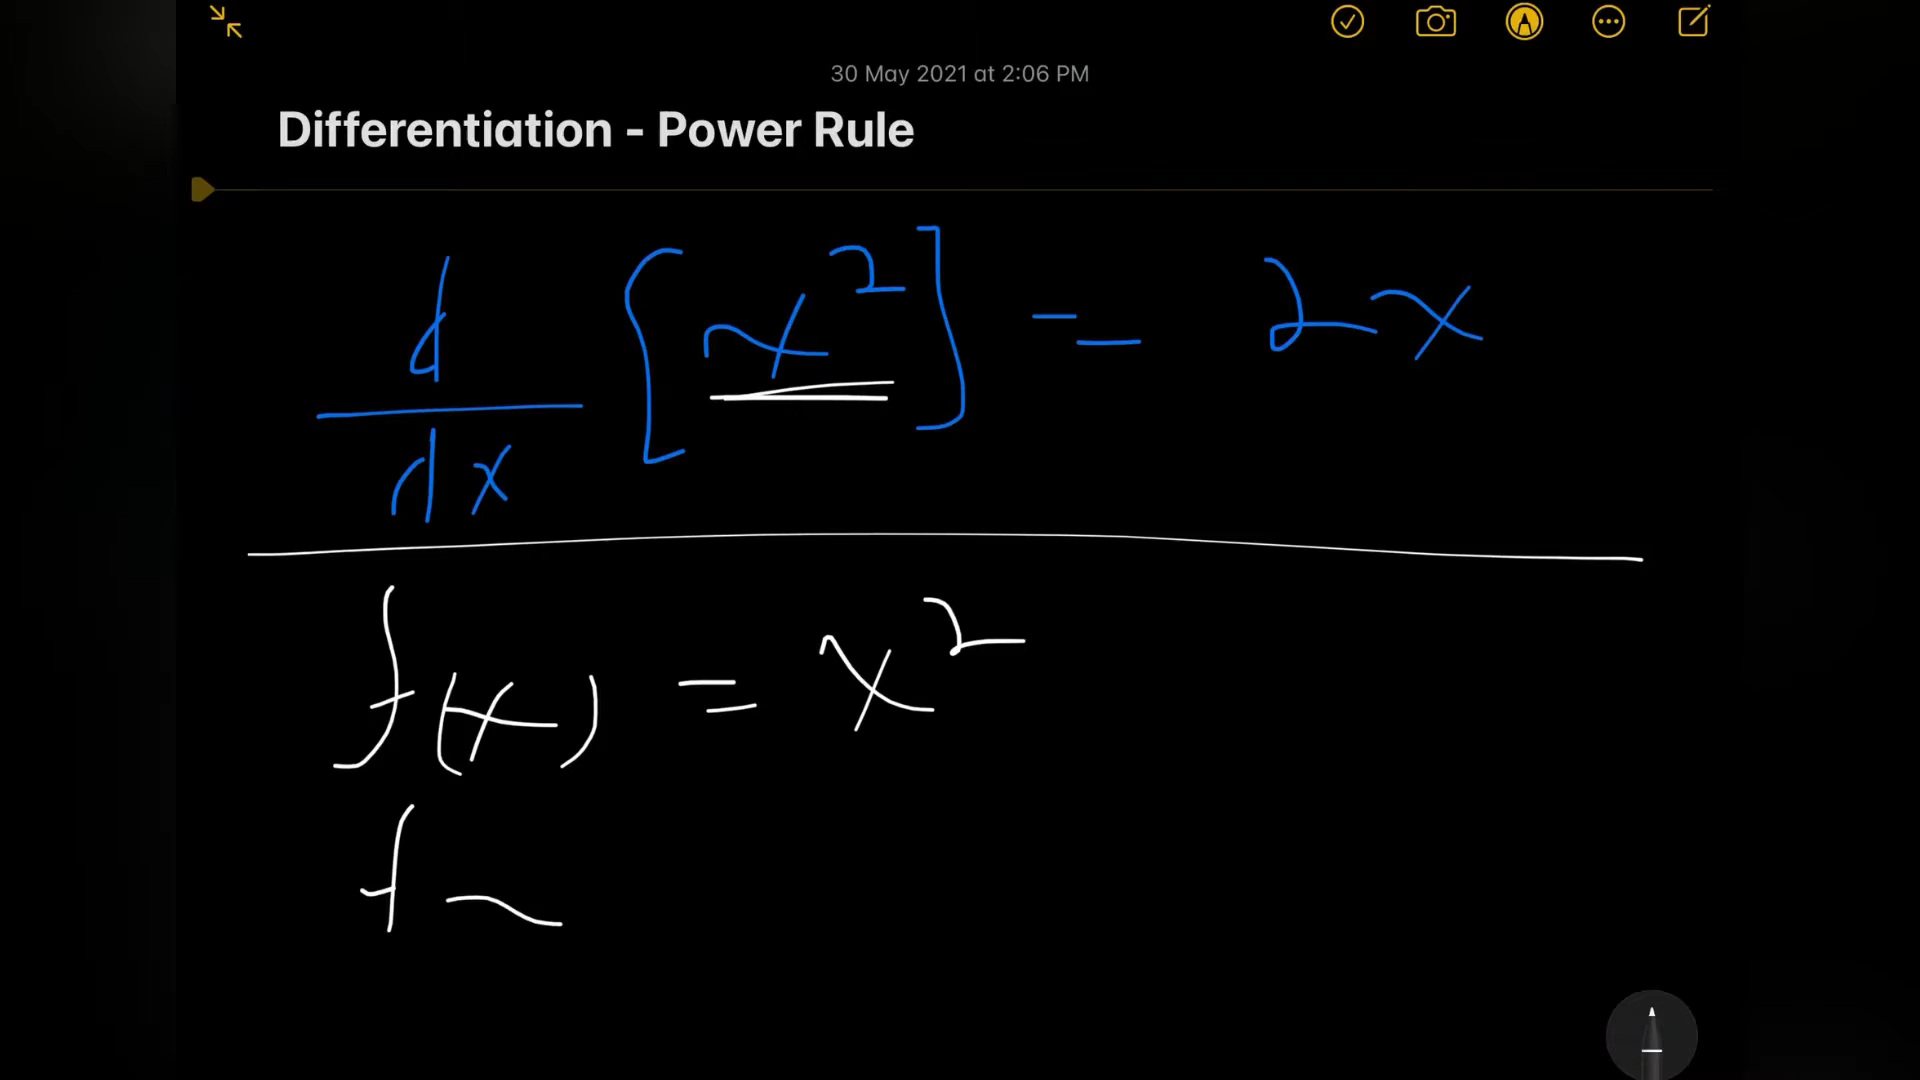 30 May 2021 at 2:06 PM
Differentiation - Power Rule
d/dx [x²] = 2x
f(x) = x²
f